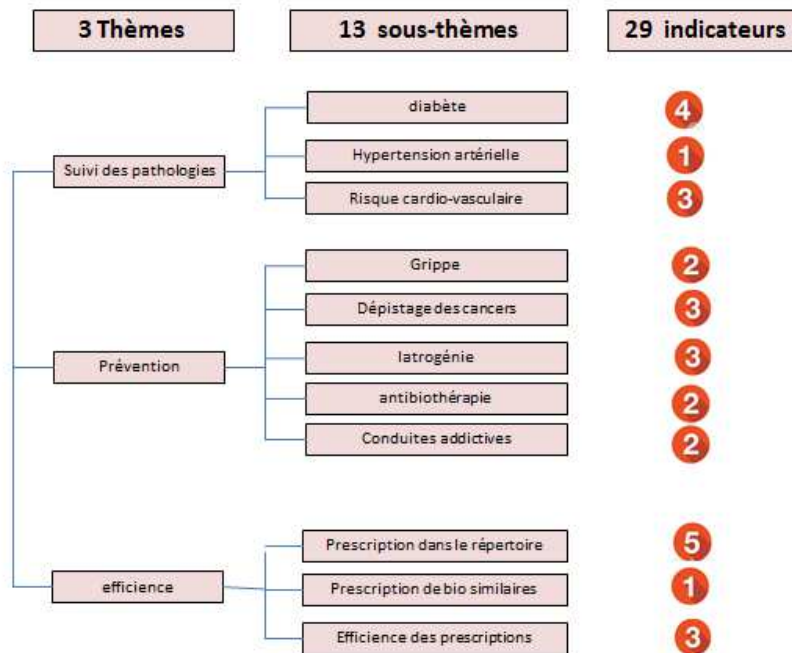 3 Thèmes
13 sous-thèmes
29 indicateurs
diabète
4
Suivi des pathologies
Hypertension artérielle
1
Risque cardio-vasculaire
3
Grippe
2
Dépistage des cancers
3
Prévention
Iatrogénie
3
antibiothérapie
2
Conduites addictives
2
Prescription dans le répertoire
5
efficience
Prescription de bio similaires
1
Efficience des prescriptions
3